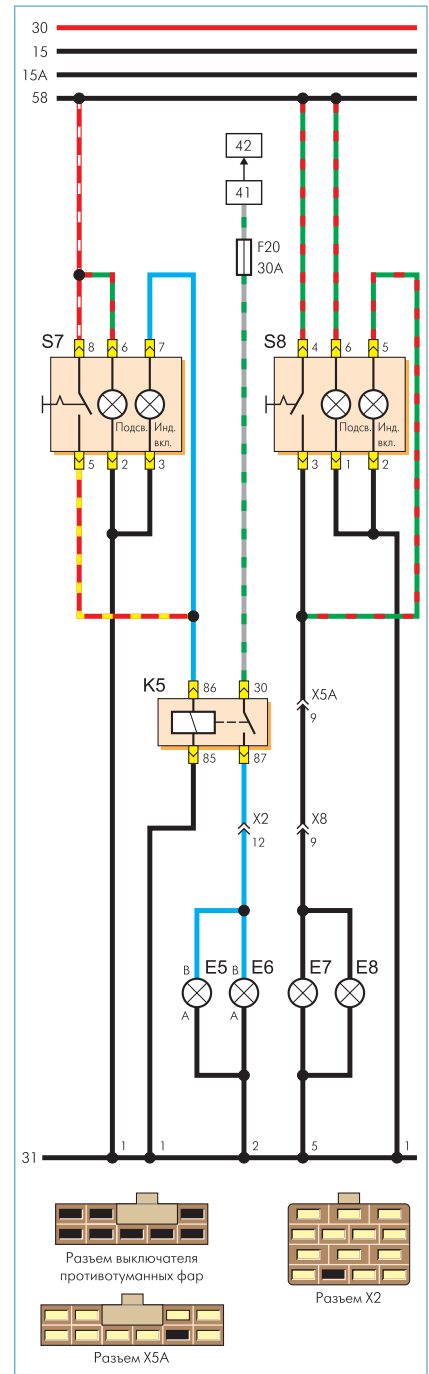 30
15
15А
58
42
41
F20
30А
S7
8
6
7
Подсв.
Инд.
вкл.
5
2
3
S8
4
6
5
Подсв.
Инд.
вкл.
3
1
2
K5
86
30
85
87
X5A
9
X2
12
X8
9
B
E5
B
E6
E7
E8
A
A
31
1
1
2
5
1
Разъем выключателя
противотуманных фар
Разъем X2
Разъем X5A